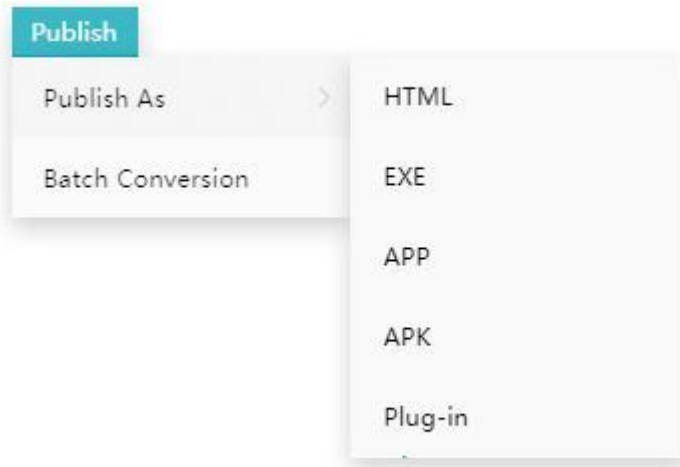 Publish
Publish As
Batch Conversion
HTML
EXE
APP
APK
Plug-in